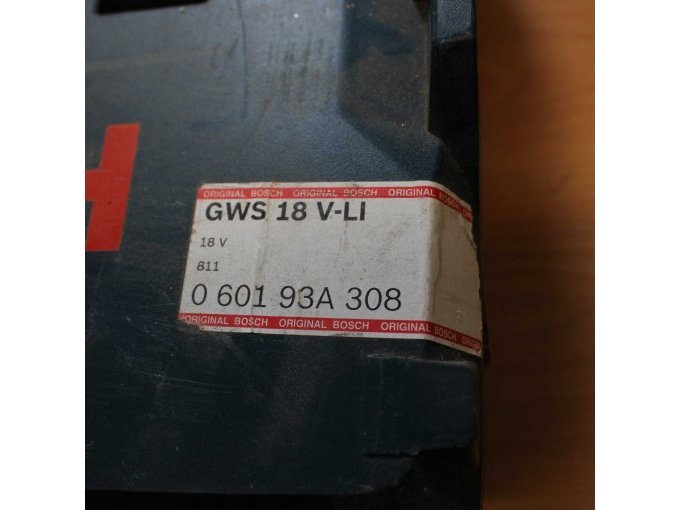 H
ORIGINAL BOSCH ORIGINAL BOSCH ORIGINAL BOSCH
GWS 18 V-LI
18 V
811
0 601 93A 308
ORIGINAL BOSCH ORIGINAL BOSCH ORIGINAL BOSCH